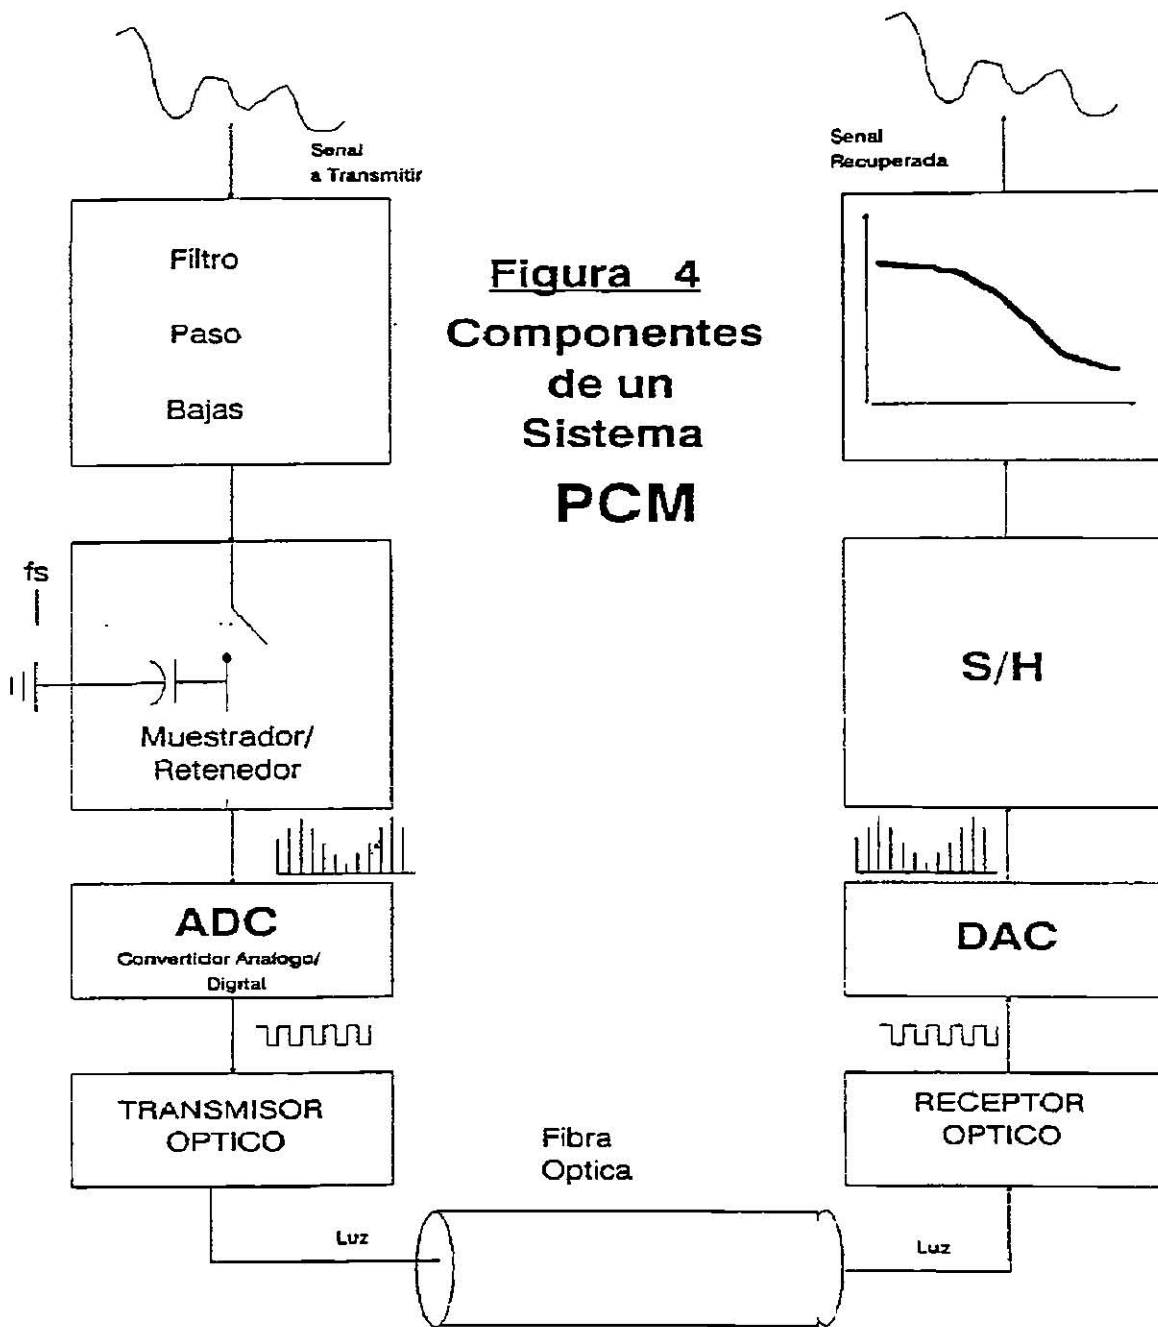 Senal
a Transmitir
Filtro
Paso
Bajas
fs
Muestrador/
Retenedor
ADC
Convertidor Analogo/
Digital
TRANSMISOR
OPTICO
Luz
Figura 4
Componentes
de un
Sistema
PCM
Fibra
Optica
Senal
Recuperada
S/H
DAC
RECEPTOR
OPTICO
Luz